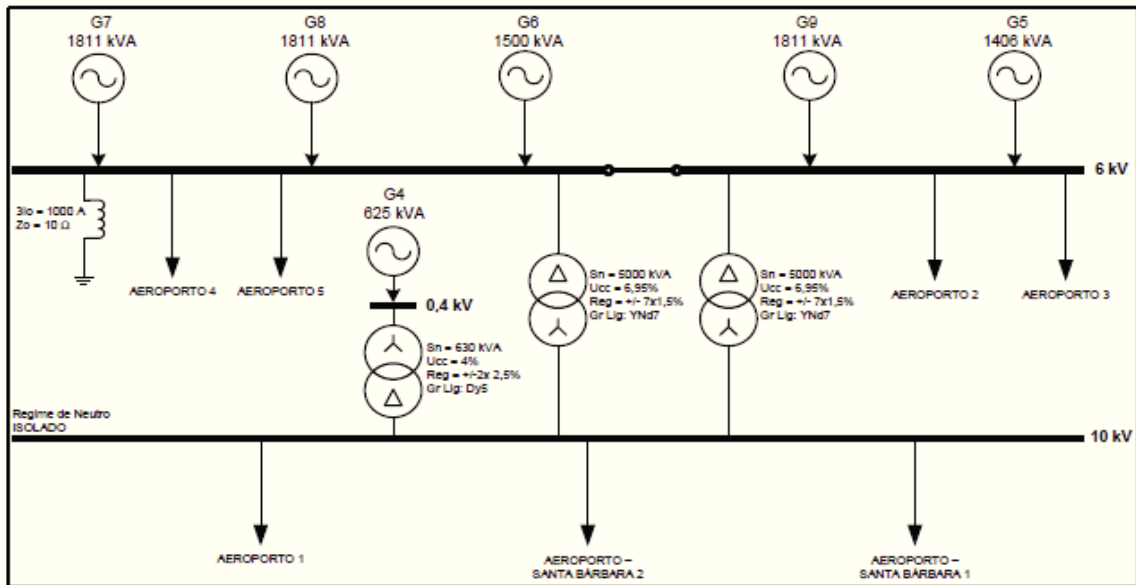 G7
1811 kVA
G8
1811 kVA
G6
1500 kVA
G9
1811 kVA
G5
1406 kVA
6 kV
3Io = 1000 A
Zo = 10 Ω
G4
625 kVA
AEROPORTO 4
AEROPORTO 5
0,4 kV
Sn = 5000 kVA
Ucc = 6,95%
Reg = +/- 7x1,5%
Gr Lig: YNd7
Sn = 5000 kVA
Ucc = 6,95%
Reg = +/- 7x1,5%
Gr Lig: YNd7
AEROPORTO 2
AEROPORTO 3
Sn = 630 kVA
Ucc = 4%
Reg = +/-2x 2,5%
Gr Lig: Dy5
Regime de Neutro
ISOLADO
10 kV
AEROPORTO 1
AEROPORTO –
SANTA BÁRBARA 2
AEROPORTO –
SANTA BÁRBARA 1